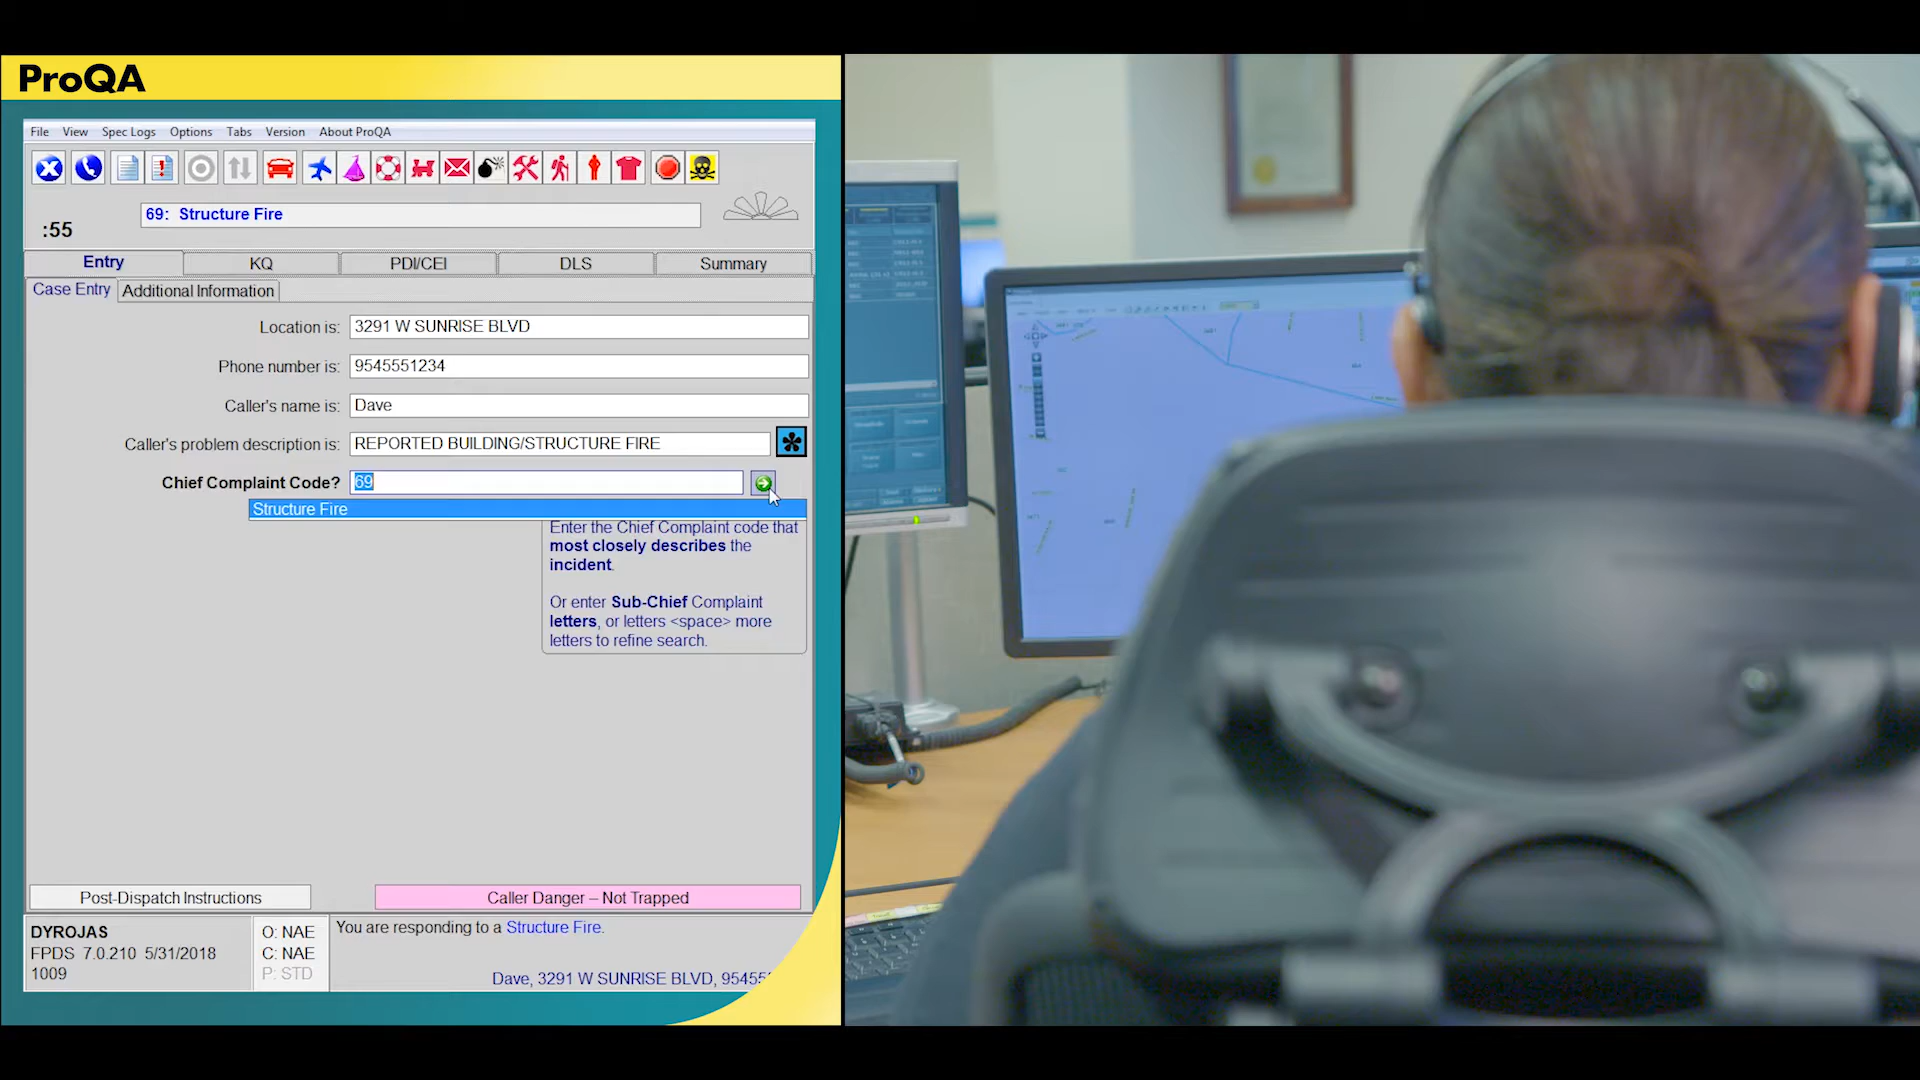 ProQA
File View Spec Logs Options Tabs Version About ProQA
:55
69: Structure Fire
Entry KQ PDI/CEI DLS Summary
Case Entry Additional Information
Location is: 3291 W SUNRISE BLVD
Phone number is: 9545551234
Caller's name is: Dave
Caller's problem description is: REPORTED BUILDING/STRUCTURE FIRE
Chief Complaint Code? 69
Structure Fire
Enter the Chief Complaint code that
most closely describes the
incident.
Or enter Sub-Chief Complaint
letters, or letters <space> more
letters to refine search.
Post-Dispatch Instructions
Caller Danger – Not Trapped
DYROJAS
FPDS 7.0.210 5/31/2018
1009
O: NAE
C: NAE
P: STD
You are responding to a Structure Fire.
Dave, 3291 W SUNRISE BLVD, 9545